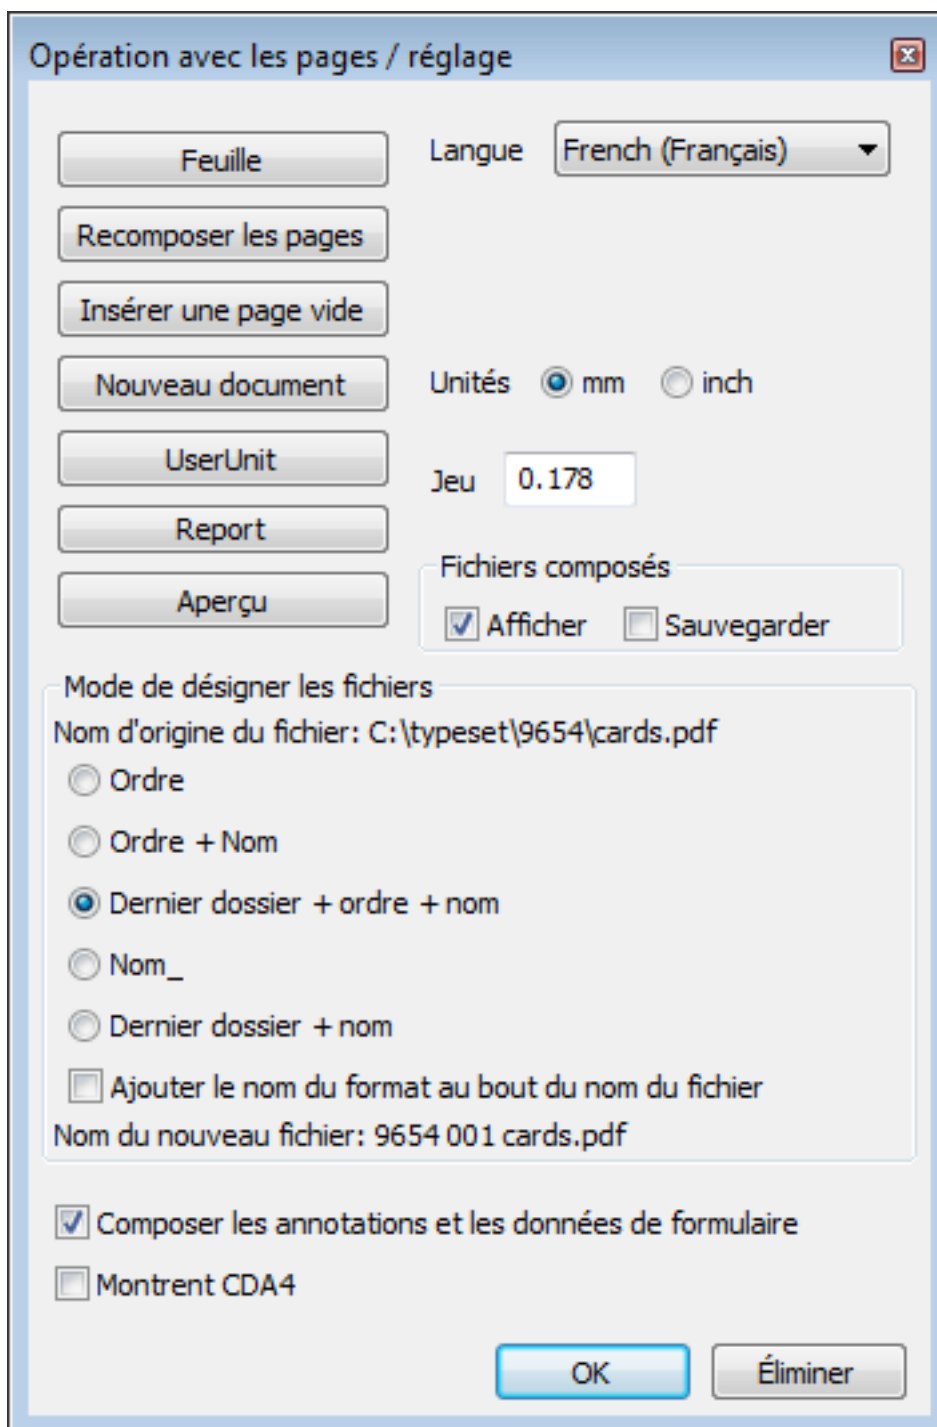 Opération avec les pages / réglage
Feuille
Langue French (Français)
Recomposer les pages
Insérer une page vide
Nouveau document
Unités mm inch
UserUnit
Jeu 0.178
Report
Fichiers composés
Aperçu
Afficher Sauvegarder
Mode de désigner les fichiers
Nom d'origine du fichier: C:\typeset\9654\cards.pdf
Ordre
Ordre + Nom
Dernier dossier + ordre + nom
Nom_
Dernier dossier + nom
Ajouter le nom du format au bout du nom du fichier
Nom du nouveau fichier: 9654 001 cards.pdf
Composer les annotations et les données de formulaire
Montrent CDA4
OK Éliminer